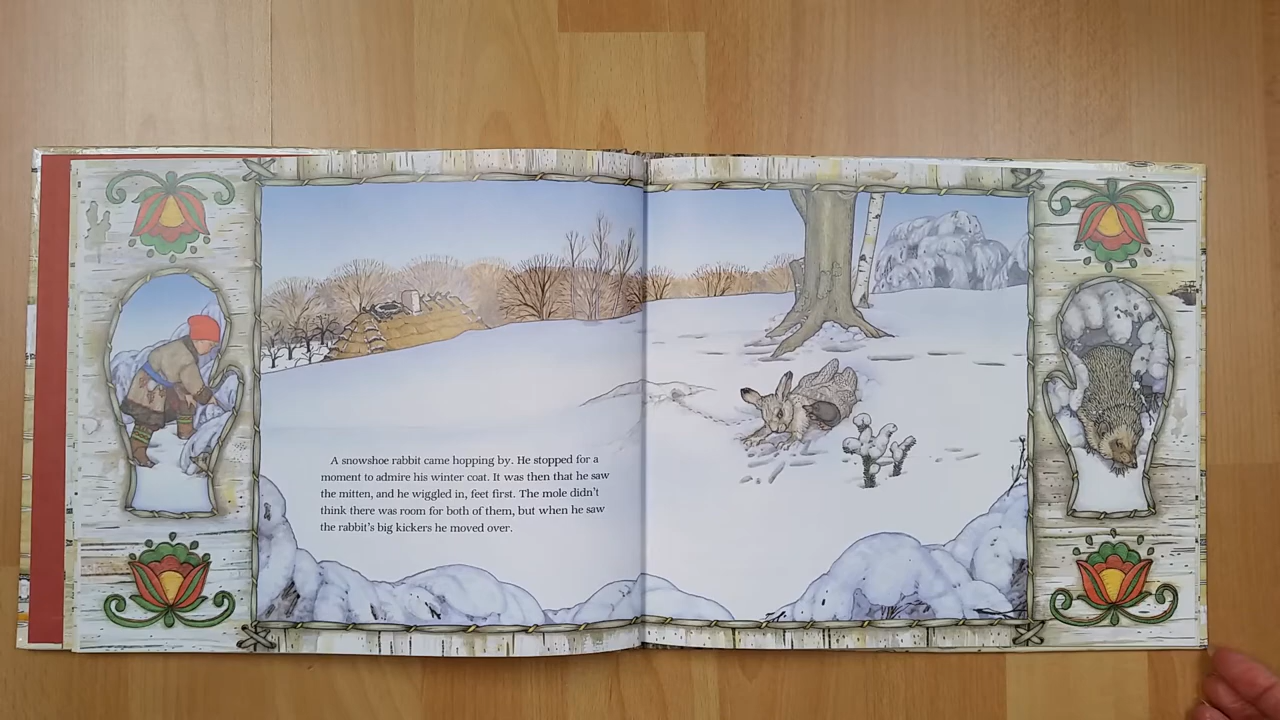 A snowshoe rabbit came hopping by. He stopped for a
moment to admire his winter coat. It was then that he saw
the mitten, and he wiggled in, feet first. The mole didn't
think there was room for both of them, but when he saw
the rabbit's big kickers he moved over.